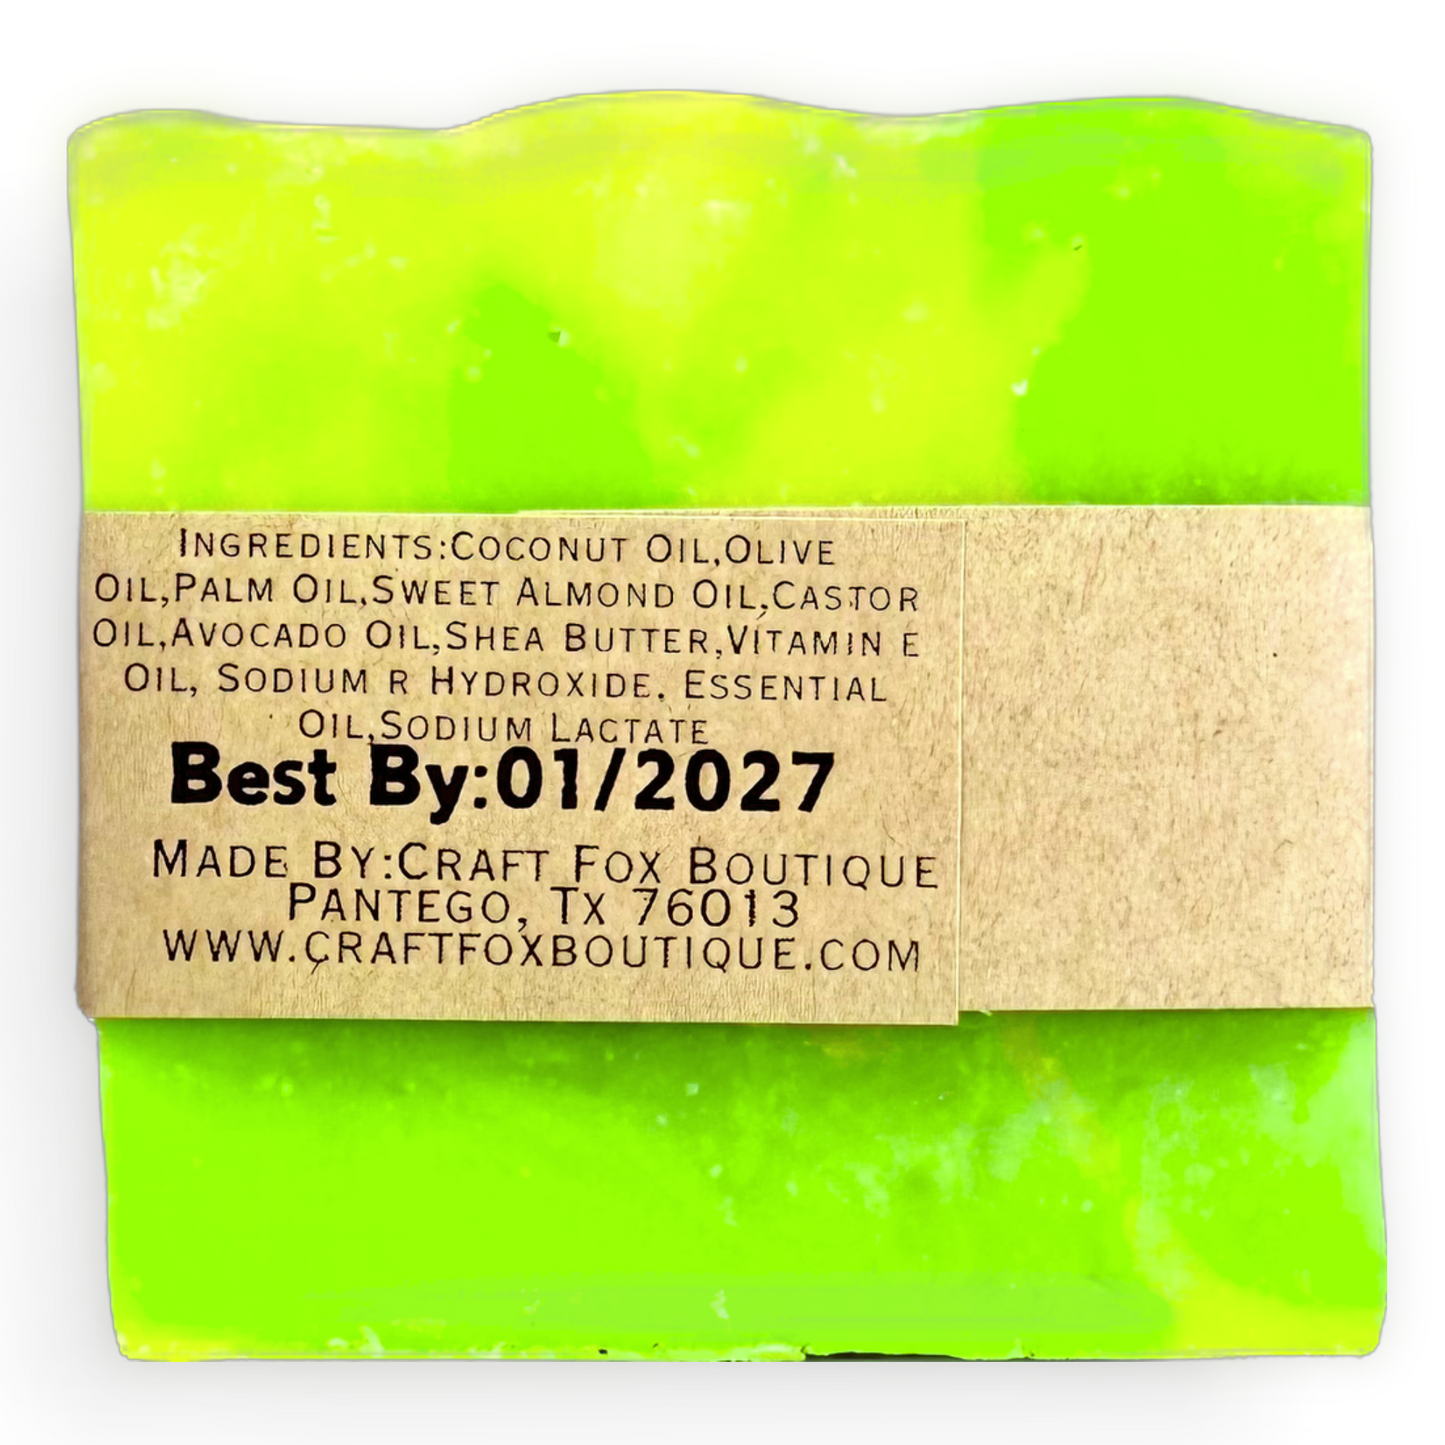 INGREDIENTS:COCONUT OIL,OLIVE
OIL,PALM OIL,SWEET ALMOND OIL,CASTOR
OIL,AVOCADO OIL,SHEA BUTTER,VITAMIN E
OIL, SODIUM R HYDROXIDE. ESSENTIAL
OIL,SODIUM LACTATE
Best By:01/2027
MADE BY:CRAFT FOX BOUTIQUE
PANTEGO, TX 76013
WWW.CRAFTFOXBOUTIQUE.COM